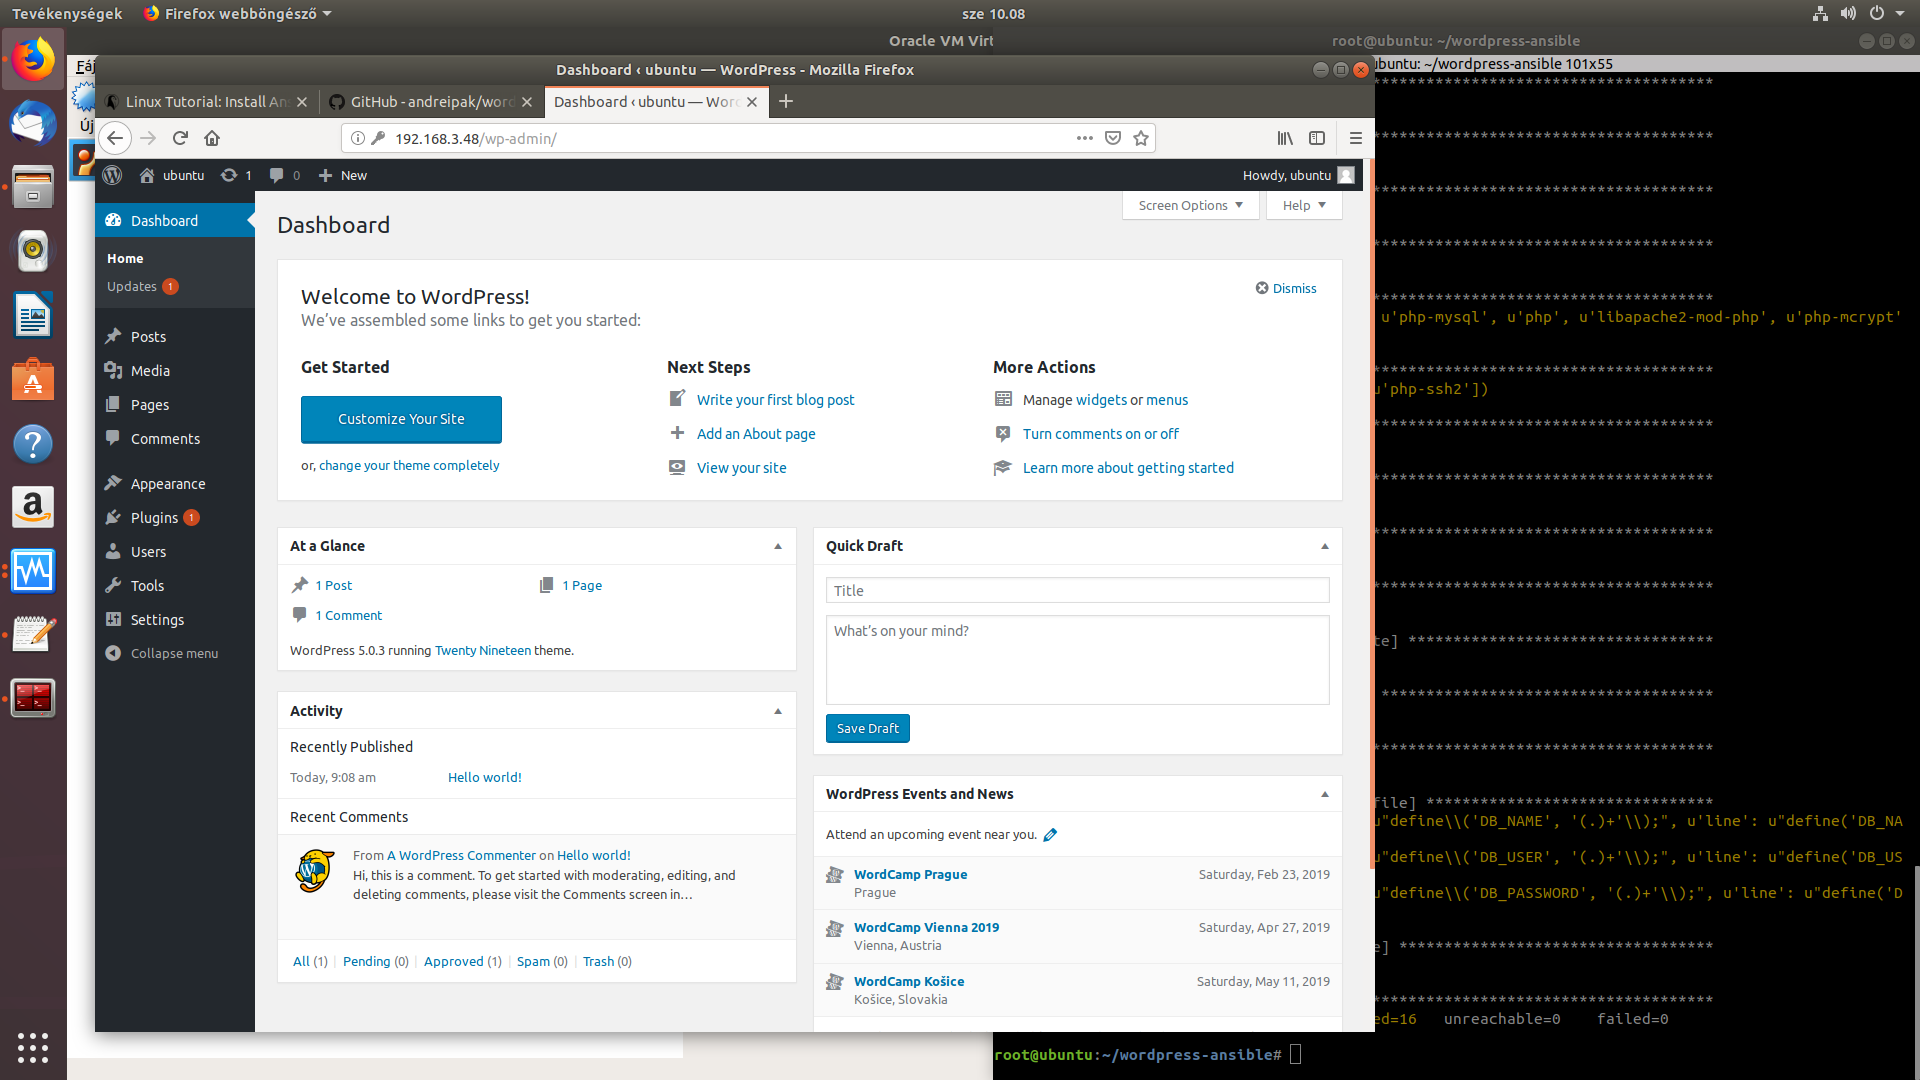 Tevékenységek
Firefox webböngésző
sze 10.08
Oracle VM Virt
root@ubuntu: ~/wordpress-ansible
Fáj
Új
Dashboard ‹ ubuntu — WordPress - Mozilla Firefox
ubuntu: ~/wordpress-ansible 101x55
Linux Tutorial: Install An
GitHub - andreipak/word
Dashboard ‹ ubuntu — Word
192.168.3.48/wp-admin/
ubuntu
1
0
New
Howdy, ubuntu
Dashboard
Home
Updates 1
Posts
Media
Pages
Comments
Appearance
Plugins 1
Users
Tools
Settings
Collapse menu
Screen Options
Help
Dashboard
Welcome to WordPress!
We’ve assembled some links to get you started:
Dismiss
Get Started
Customize Your Site
or, change your theme completely
Next Steps
Write your first blog post
Add an About page
View your site
More Actions
Manage widgets or menus
Turn comments on or off
Learn more about getting started
At a Glance
1 Post
1 Page
1 Comment
WordPress 5.0.3 running Twenty Nineteen theme.
Activity
Recently Published
Today, 9:08 am
Hello world!
Recent Comments
From A WordPress Commenter on Hello world!
Hi, this is a comment. To get started with moderating, editing, and
deleting comments, please visit the Comments screen in…
All (1) | Pending (0) | Approved (1) | Spam (0) | Trash (0)
Quick Draft
Title
What’s on your mind?
Save Draft
WordPress Events and News
Attend an upcoming event near you.
WordCamp Prague
Prague
Saturday, Feb 23, 2019
WordCamp Vienna 2019
Vienna, Austria
Saturday, Apr 27, 2019
WordCamp Košice
Košice, Slovakia
Saturday, May 11, 2019
*************************************
*************************************
*************************************
*************************************
*************************************
u'php-mysql', u'php', u'libapache2-mod-php', u'php-mcrypt'
*************************************
u'php-ssh2'])
*************************************
*************************************
*************************************
*************************************
te] **********************************
*************************************
*************************************
file] ********************************
u"define\\('DB_NAME', '(.)+'\\);", u'line': u"define('DB_NA
u"define\\('DB_USER', '(.)+'\\);", u'line': u"define('DB_US
u"define\\('DB_PASSWORD', '(.)+'\\);", u'line': u"define('D
e] ***********************************
*************************************
ed=16 unreachable=0 failed=0
root@ubuntu:~/wordpress-ansible#